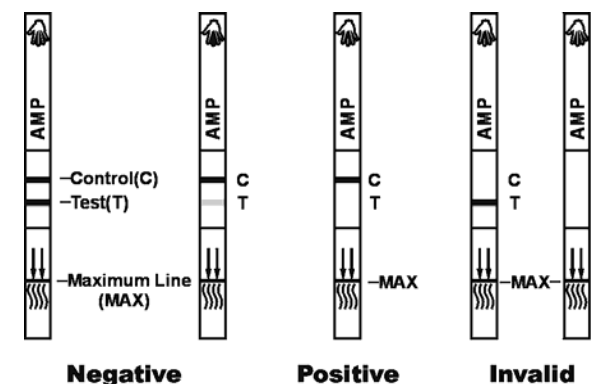 AMP AMP AMP AMP AMP
Control(C) C C C
Test(T) T T T
Maximum Line MAX MAX
(MAX)
Negative Positive Invalid